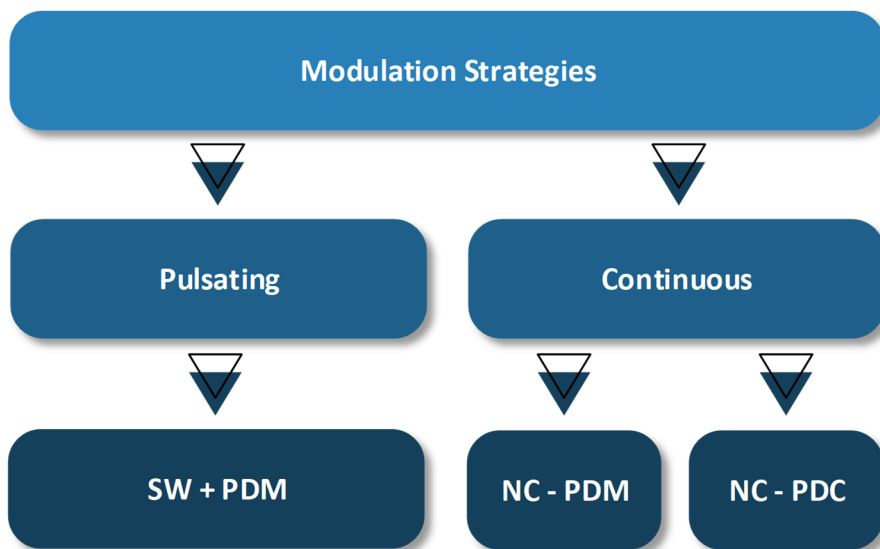 Modulation Strategies
Pulsating
Continuous
SW + PDM
NC - PDM
NC - PDC